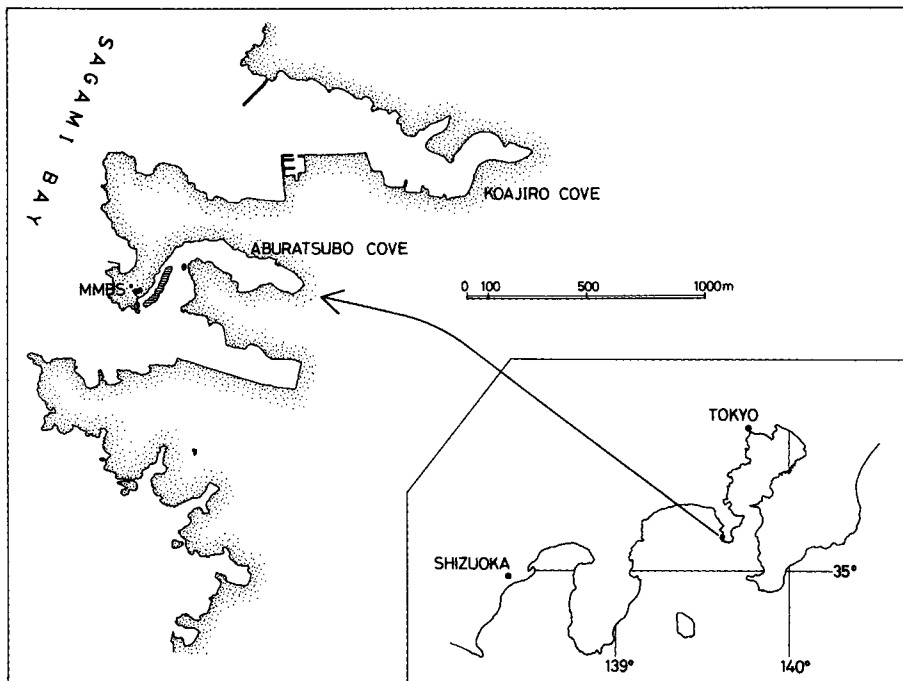 SAGAMI BAY
KOAJIRO COVE
ABURATSUBO COVE
MMBS
0 100 500 1000m
TOKYO
SHIZUOKA
35°
139° 140°